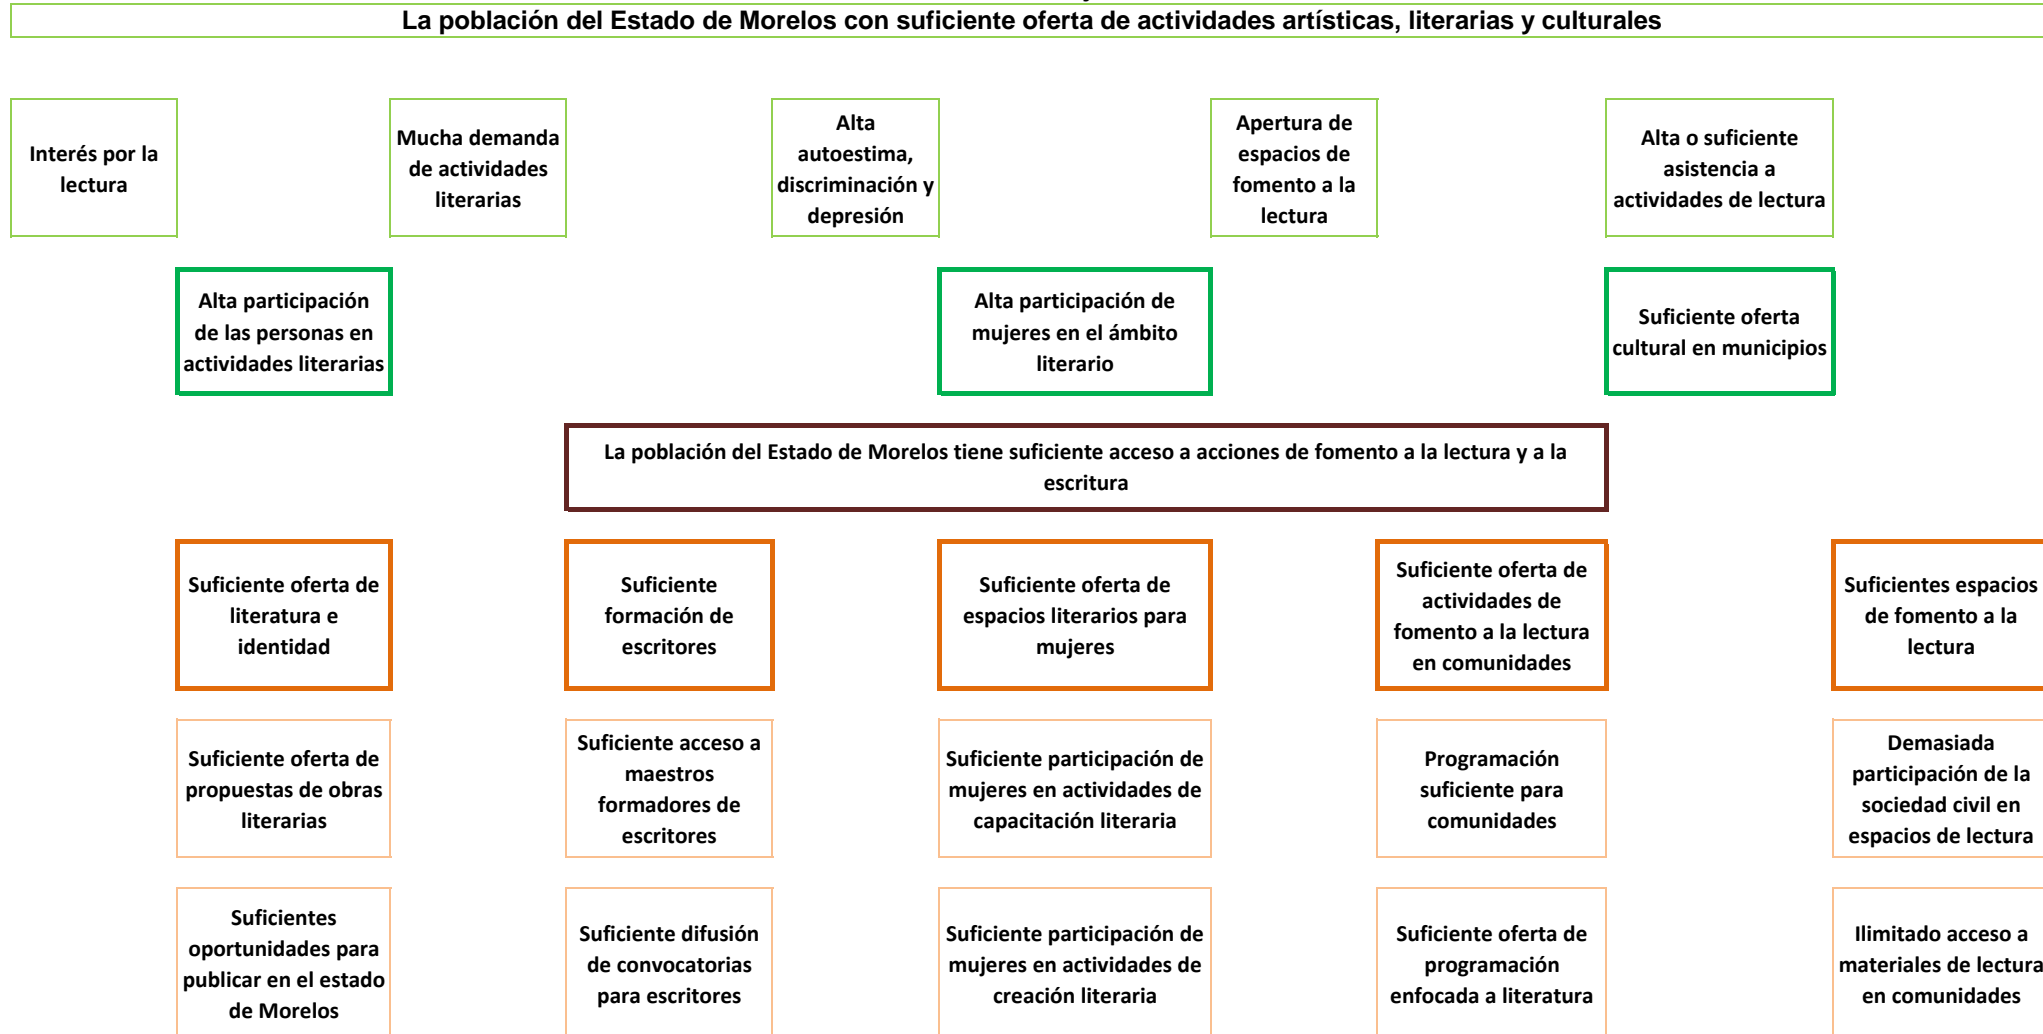 La población del Estado de Morelos con suficiente oferta de actividades artísticas, literarias y culturales
Interés por la
lectura
Mucha demanda
de actividades
literarias
Alta
autoestima,
discriminación y
depresión
Apertura de
espacios de
fomento a la
lectura
Alta o suficiente
asistencia a
actividades de lectura
Alta participación
de las personas en
actividades literarias
Alta participación de
mujeres en el ámbito
literario
Suficiente oferta
cultural en municipios
La población del Estado de Morelos tiene suficiente acceso a acciones de fomento a la lectura y a la
escritura
Suficiente oferta de
literatura e
identidad
Suficiente
formación de
escritores
Suficiente oferta de
espacios literarios para
mujeres
Suficiente oferta de
actividades de
fomento a la lectura
en comunidades
Suficientes espacios
de fomento a la
lectura
Suficiente oferta de
propuestas de obras
literarias
Suficiente acceso a
maestros
formadores de
escritores
Suficiente participación de
mujeres en actividades de
capacitación literaria
Programación
suficiente para
comunidades
Demasiada
participación de la
sociedad civil en
espacios de lectura
Suficientes
oportunidades para
publicar en el estado
de Morelos
Suficiente difusión
de convocatorias
para escritores
Suficiente participación de
mujeres en actividades de
creación literaria
Suficiente oferta de
programación
enfocada a literatura
Ilimitado acceso a
materiales de lectura
en comunidades